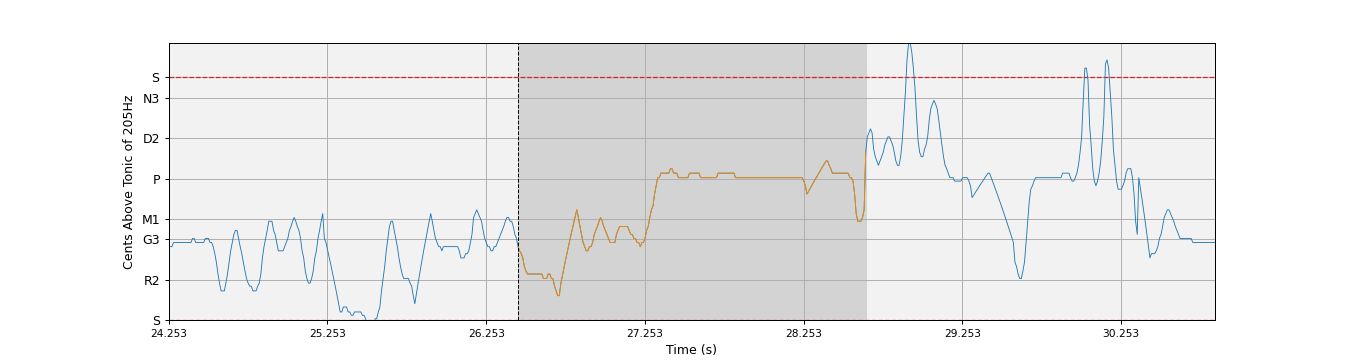 S
N3
D2
P
M1
G3
R2
S
Cents Above Tonic of 205Hz
24.253 25.253 26.253 27.253 28.253 29.253 30.253
Time (s)